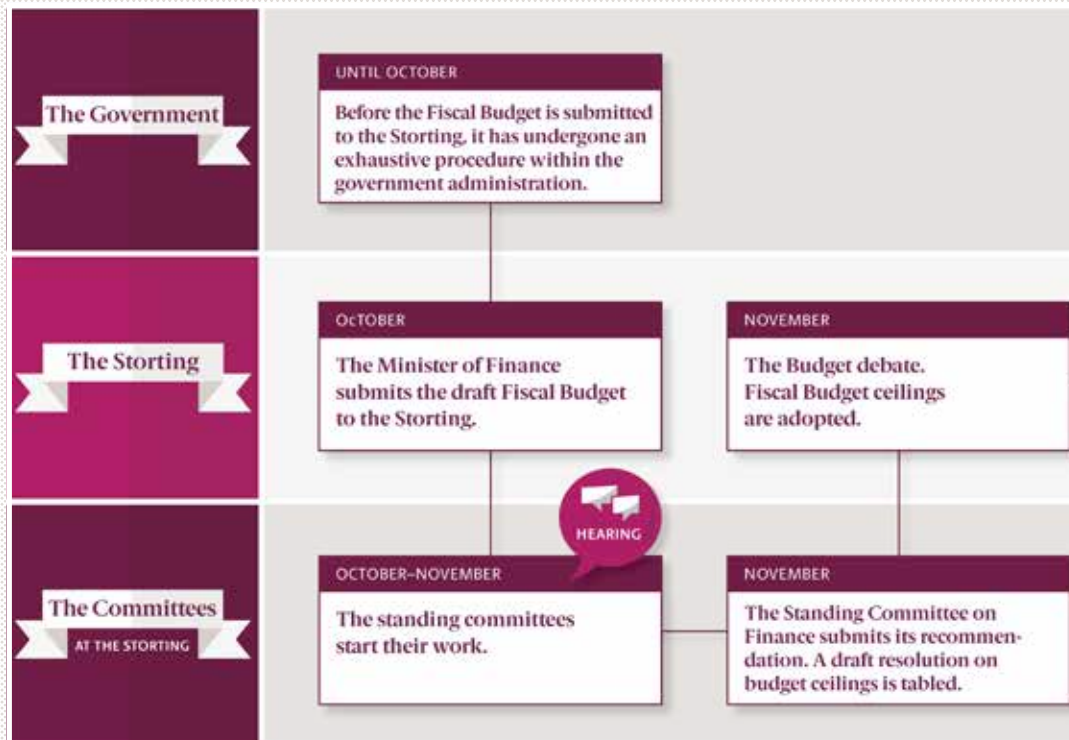 The Government
UNTIL OCTOBER
Before the Fiscal Budget is submitted
to the Storting, it has undergone an
exhaustive procedure within the
government administration.
The Storting
OcTOBER
The Minister of Finance
submits the draft Fiscal Budget
to the Storting.
NOVEMBER
The Budget debate.
Fiscal Budget ceilings
are adopted.
The Committees
AT THE STORTING
HEARING
OCTOBER–NOVEMBER
The standing committees
start their work.
NOVEMBER
The Standing Committee on
Finance submits its recommen-
dation. A draft resolution on
budget ceilings is tabled.